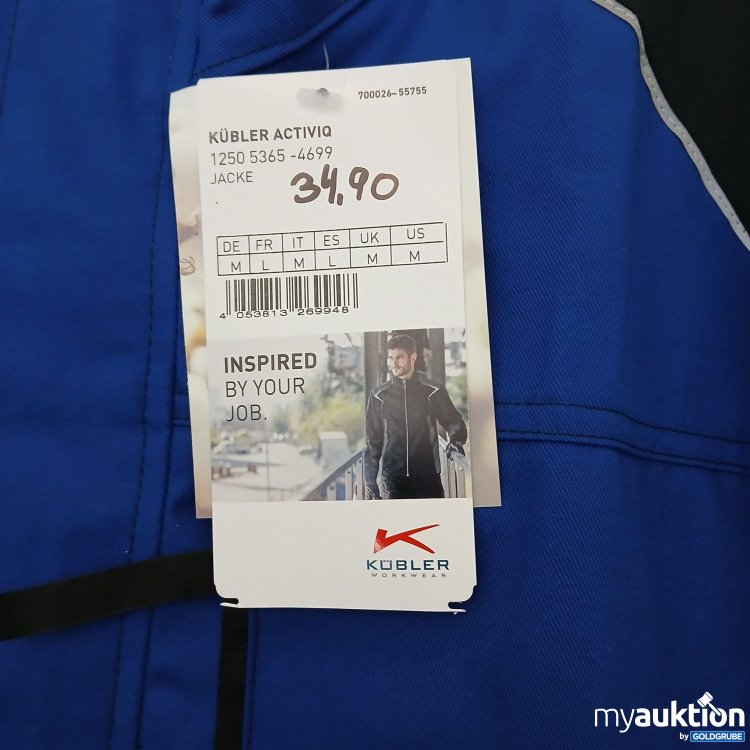 700026-55755
KÜBLER ACTIVIQ
1250 5365 -4699
JACKE
34,90
DE FR IT ES UK US
M L M L M M
4 053813 269948
INSPIRED
BY YOUR
JOB.
KÜBLER
WORKWEAR
myauktion
by GOLDGRUBE